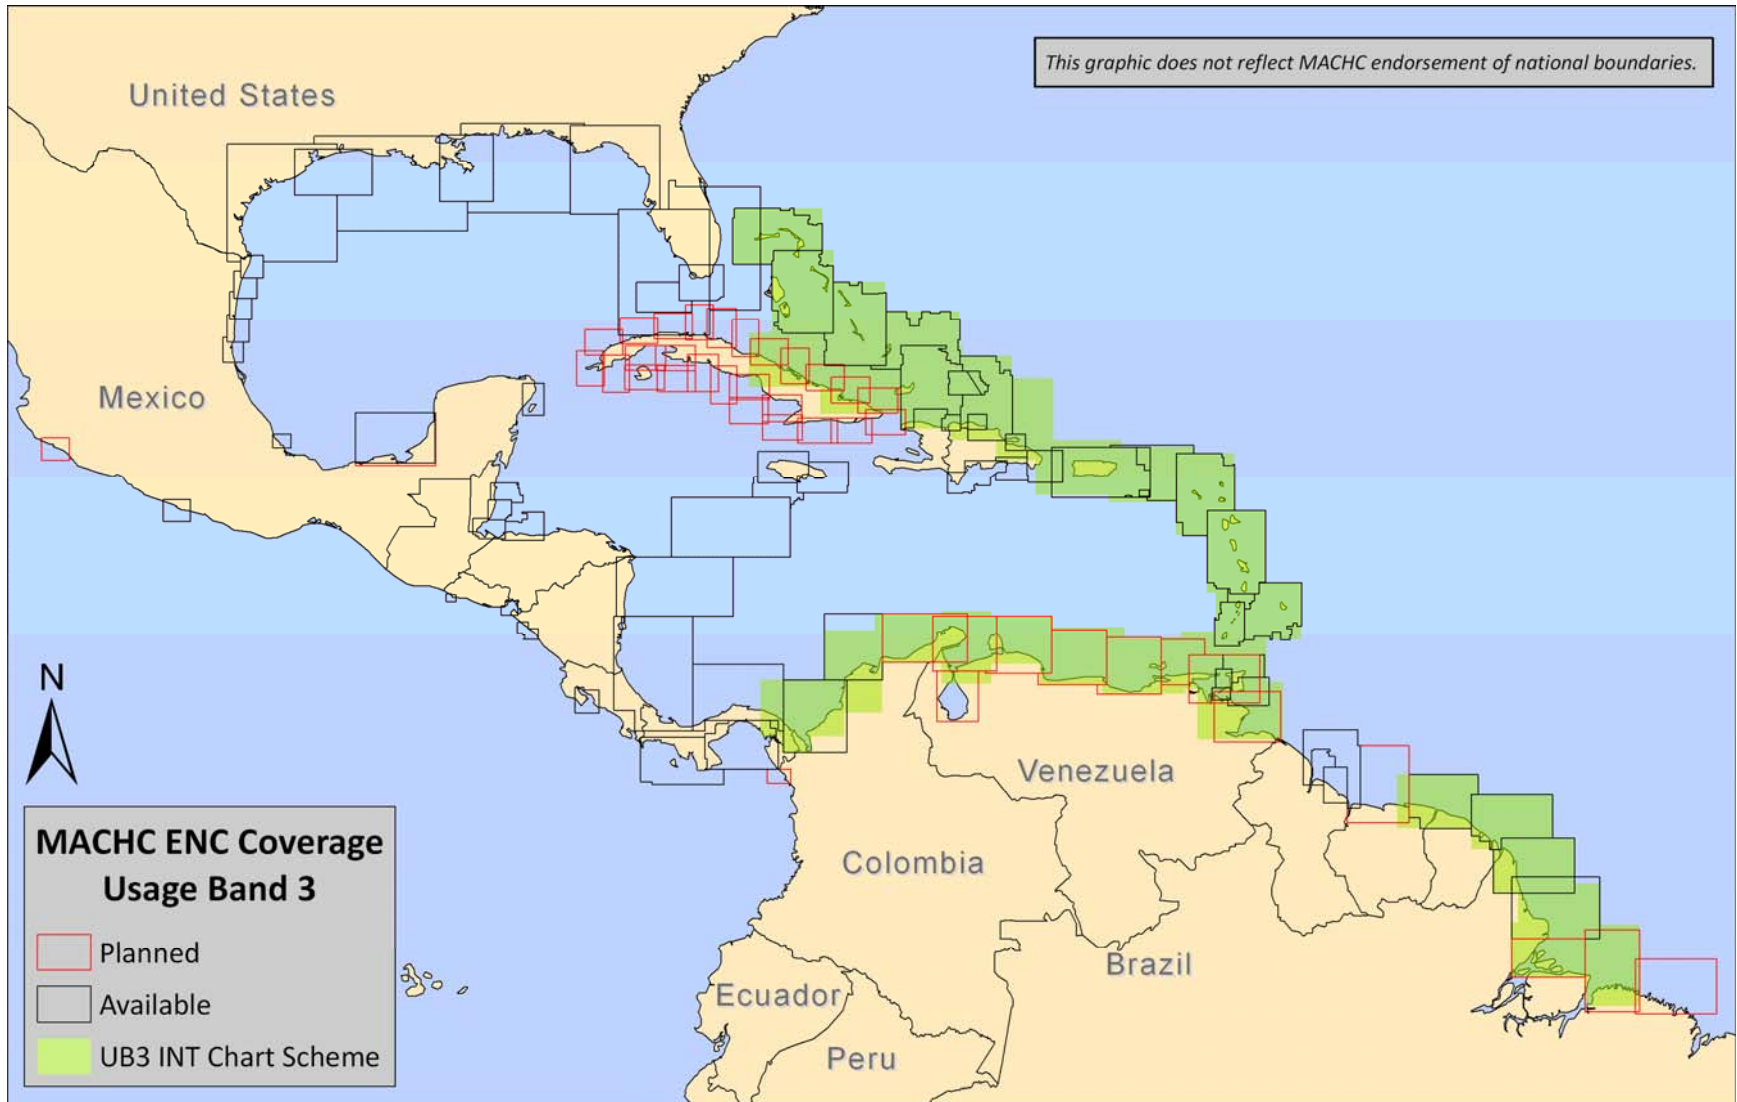 This graphic does not reflect MACHC endorsement of national boundaries.
United States
Mexico
N
Venezuela
MACHC ENC Coverage
Usage Band 3
Colombia
Planned
Brazil
Available
Ecuador
UB3 INT Chart Scheme
Peru